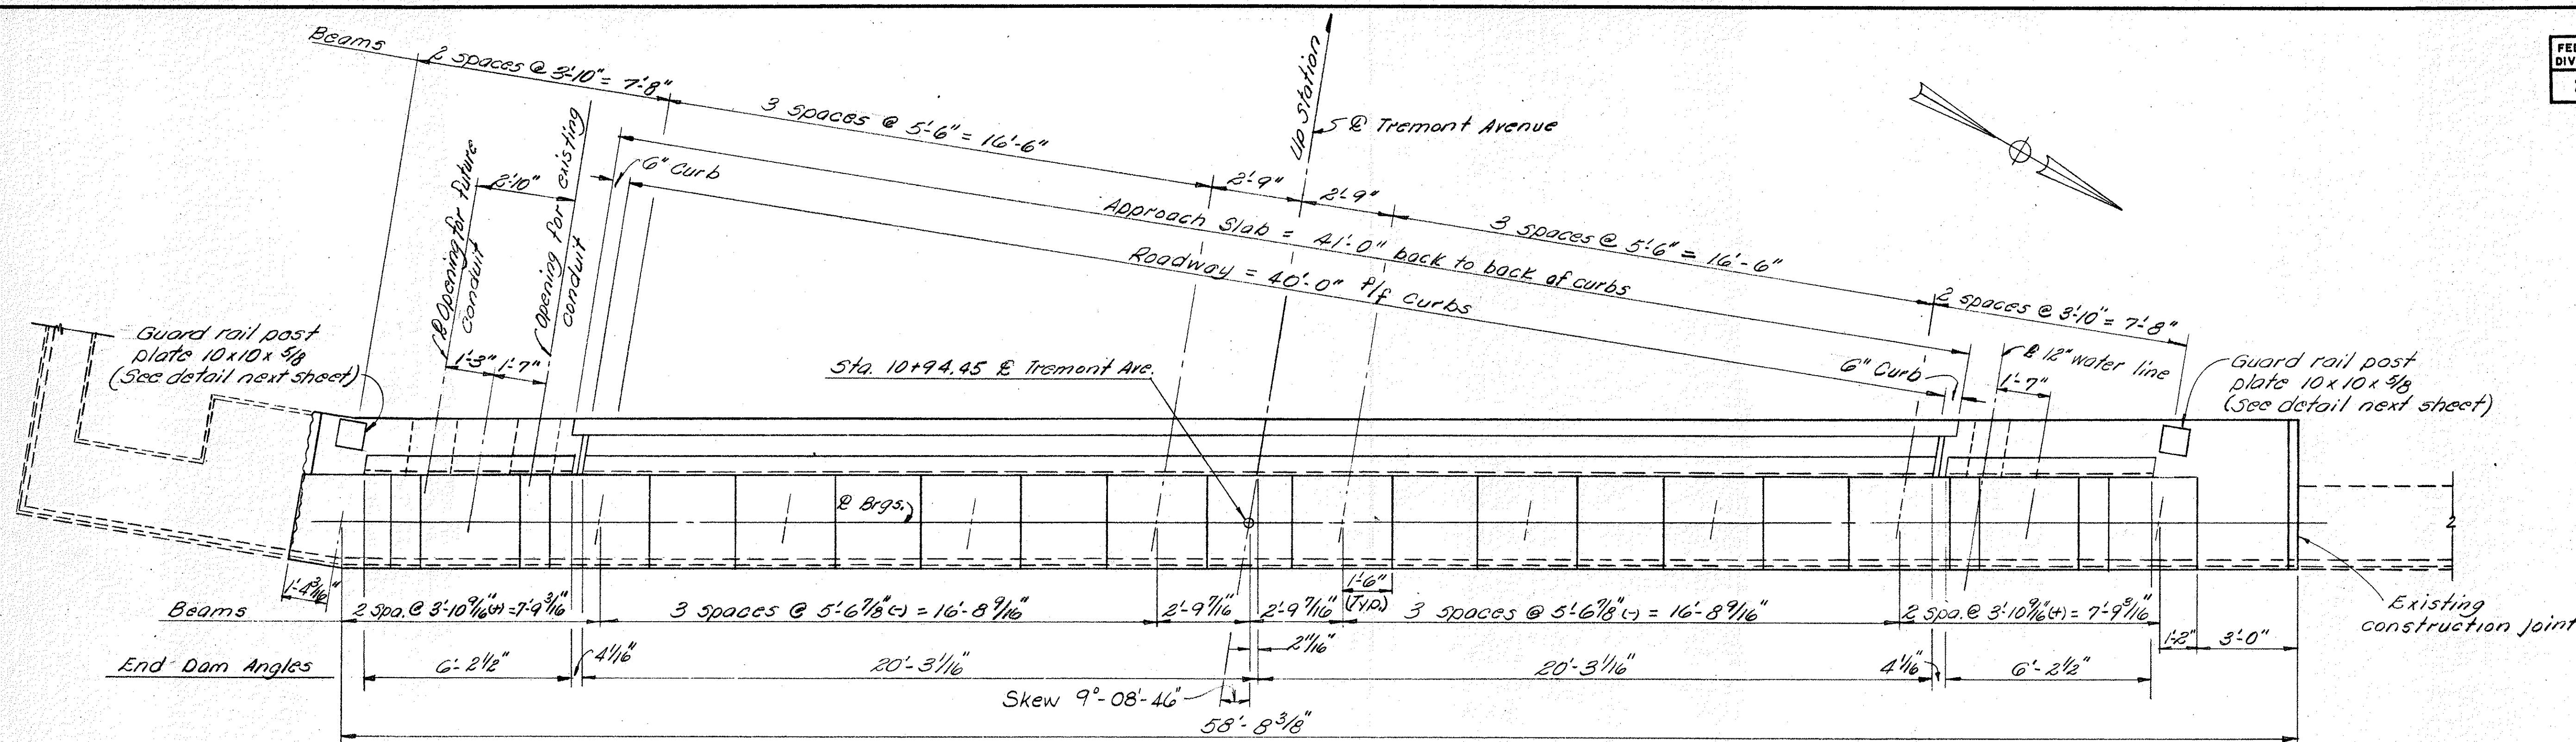 Beams
2 spaces @ 3'-10" = 7'-8"
3 spaces @ 5'-6" = 16'-6"
Up Station
℄ Tremont Avenue
6" Curb
2'-10"
℄ Opening for future
conduit
Opening for existing
conduit
2'-9"
2'-9"
3 spaces @ 5'-6" = 16'-6"
Approach Slab = 41'-0" back to back of curbs
Roadway = 40'-0" f/f Curbs
2 spaces @ 3'-10" = 7'-8"
Guard rail post
plate 10x10x 5/8
(See detail next sheet)
1'-3"
1'-7"
Sta. 10+94.45 ℄ Tremont Ave.
6" Curb
℄ 12" water line
1'-7"
Guard rail post
plate 10x10x 5/8
(See detail next sheet)
℄ Brgs.
2
1'-4 3/16"
Beams
2 spa. @ 3'-10 9/16"(+) = 7'-9 3/16"
3 spaces @ 5'-6 7/8"(-) = 16'-8 9/16"
2'-9 7/16"
2'-9 7/16"
1'-6"
(Typ.)
3 spaces @ 5'-6 7/8"(-) = 16'-8 9/16"
2 spa. @ 3'-10 9/16"(+) = 7'-9 3/16"
1'-2"
3'-0"
Existing
construction joint
End Dam Angles
6'-2 1/2"
4 1/16"
20'-3 1/16"
2 11/16"
20'-3 1/16"
4 1/16"
6'-2 1/2"
Skew 9°-08'-46"
58'-8 3/8"